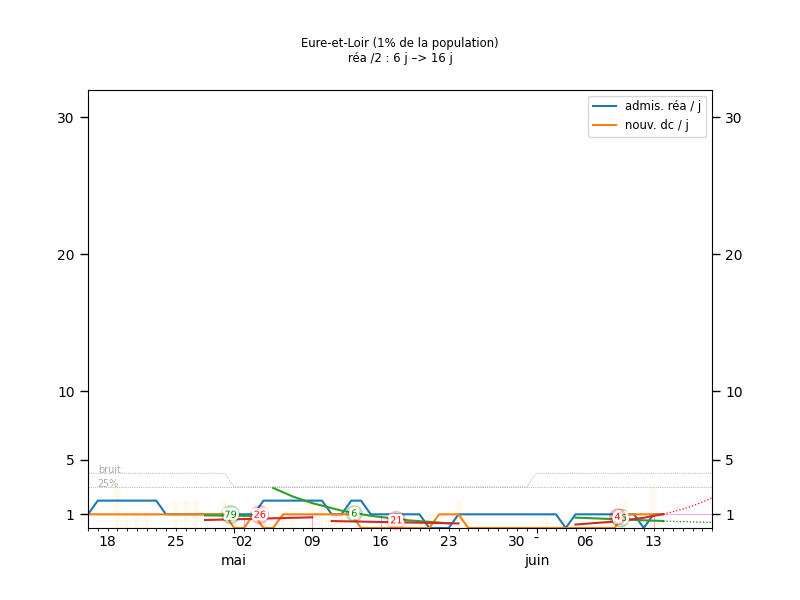 Eure-et-Loir (1% de la population)
réa /2 : 6 j –> 16 j
admis. réa / j
nouv. dc / j
30 30
20 20
10 10
5 5
bruit
25%
1 1
79 26 6 21 4
18 25 02 09 16 23 30 06 13
mai juin